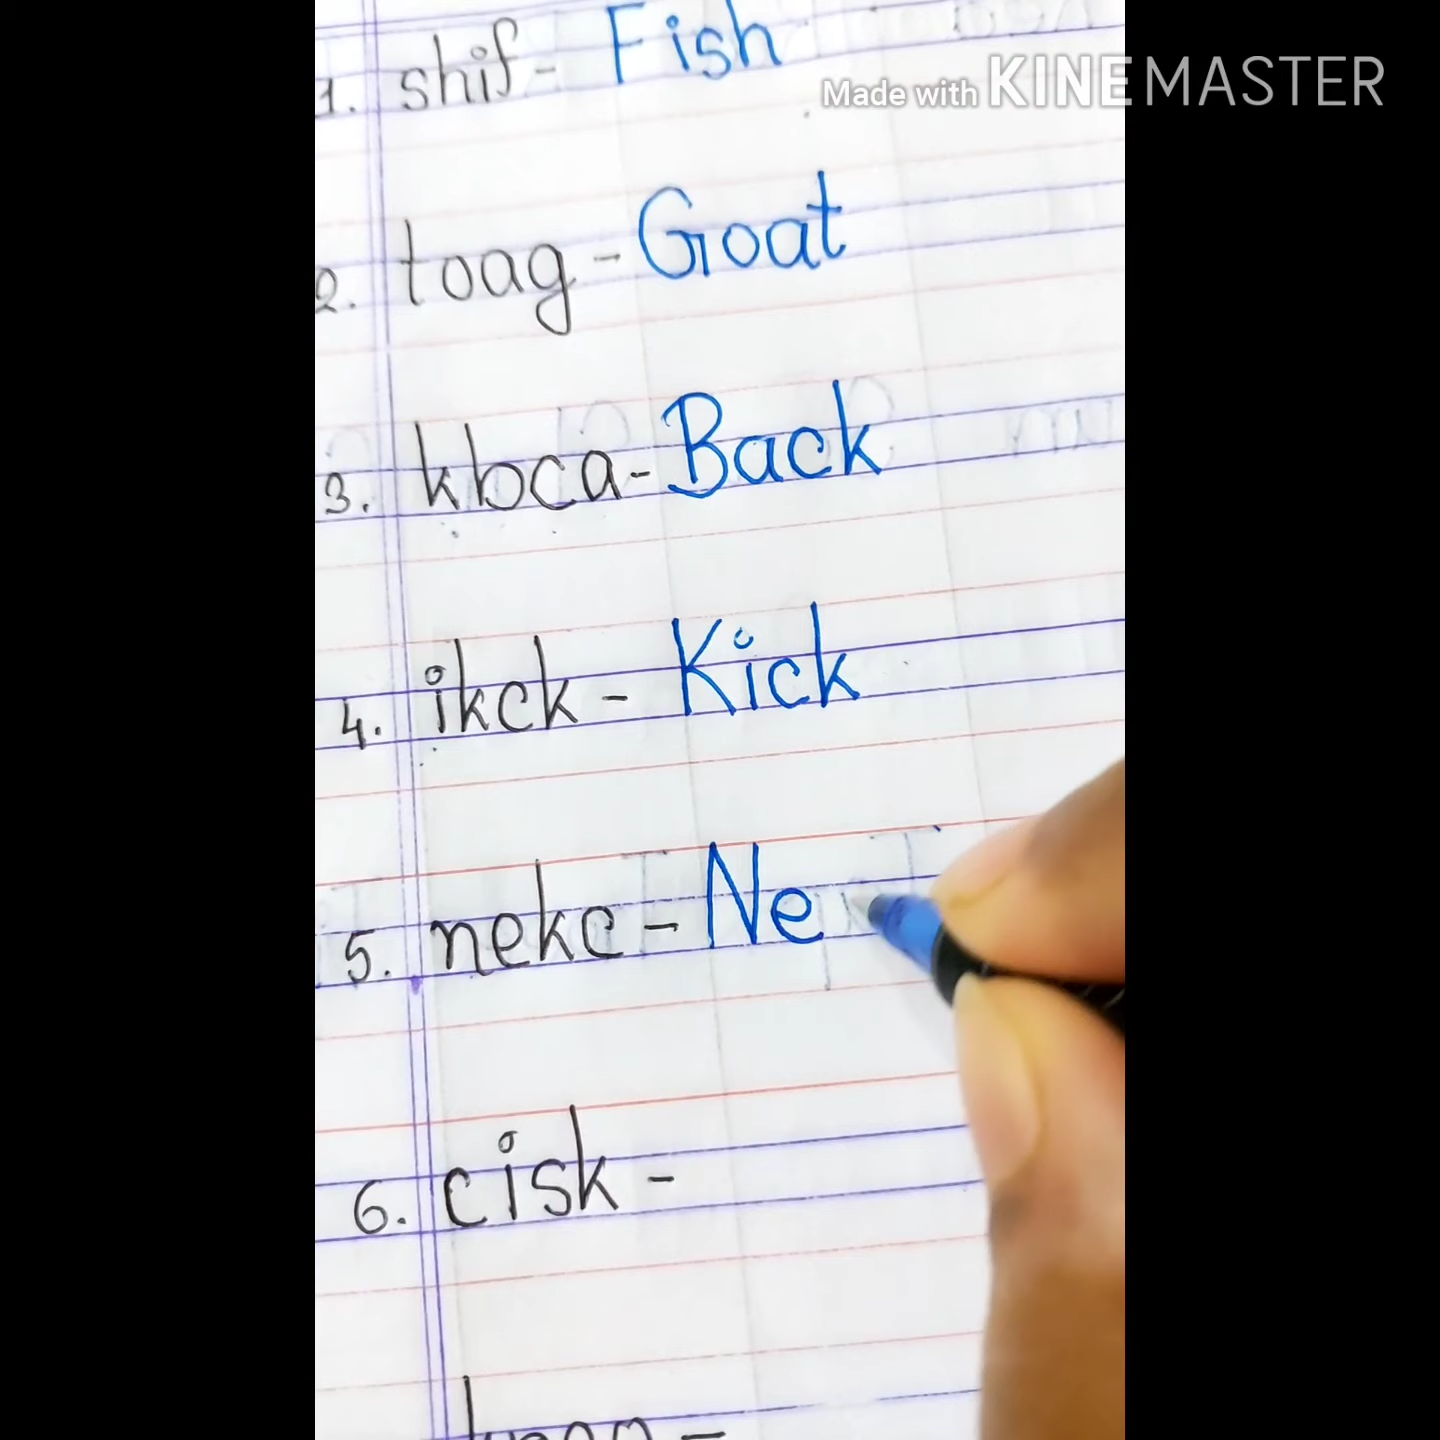 1. shif - Fish
Made with KINEMASTER
2. toag - Goat
3. kbca - Back
4. ikck - Kick
5. nekc - Ne
6. cisk -